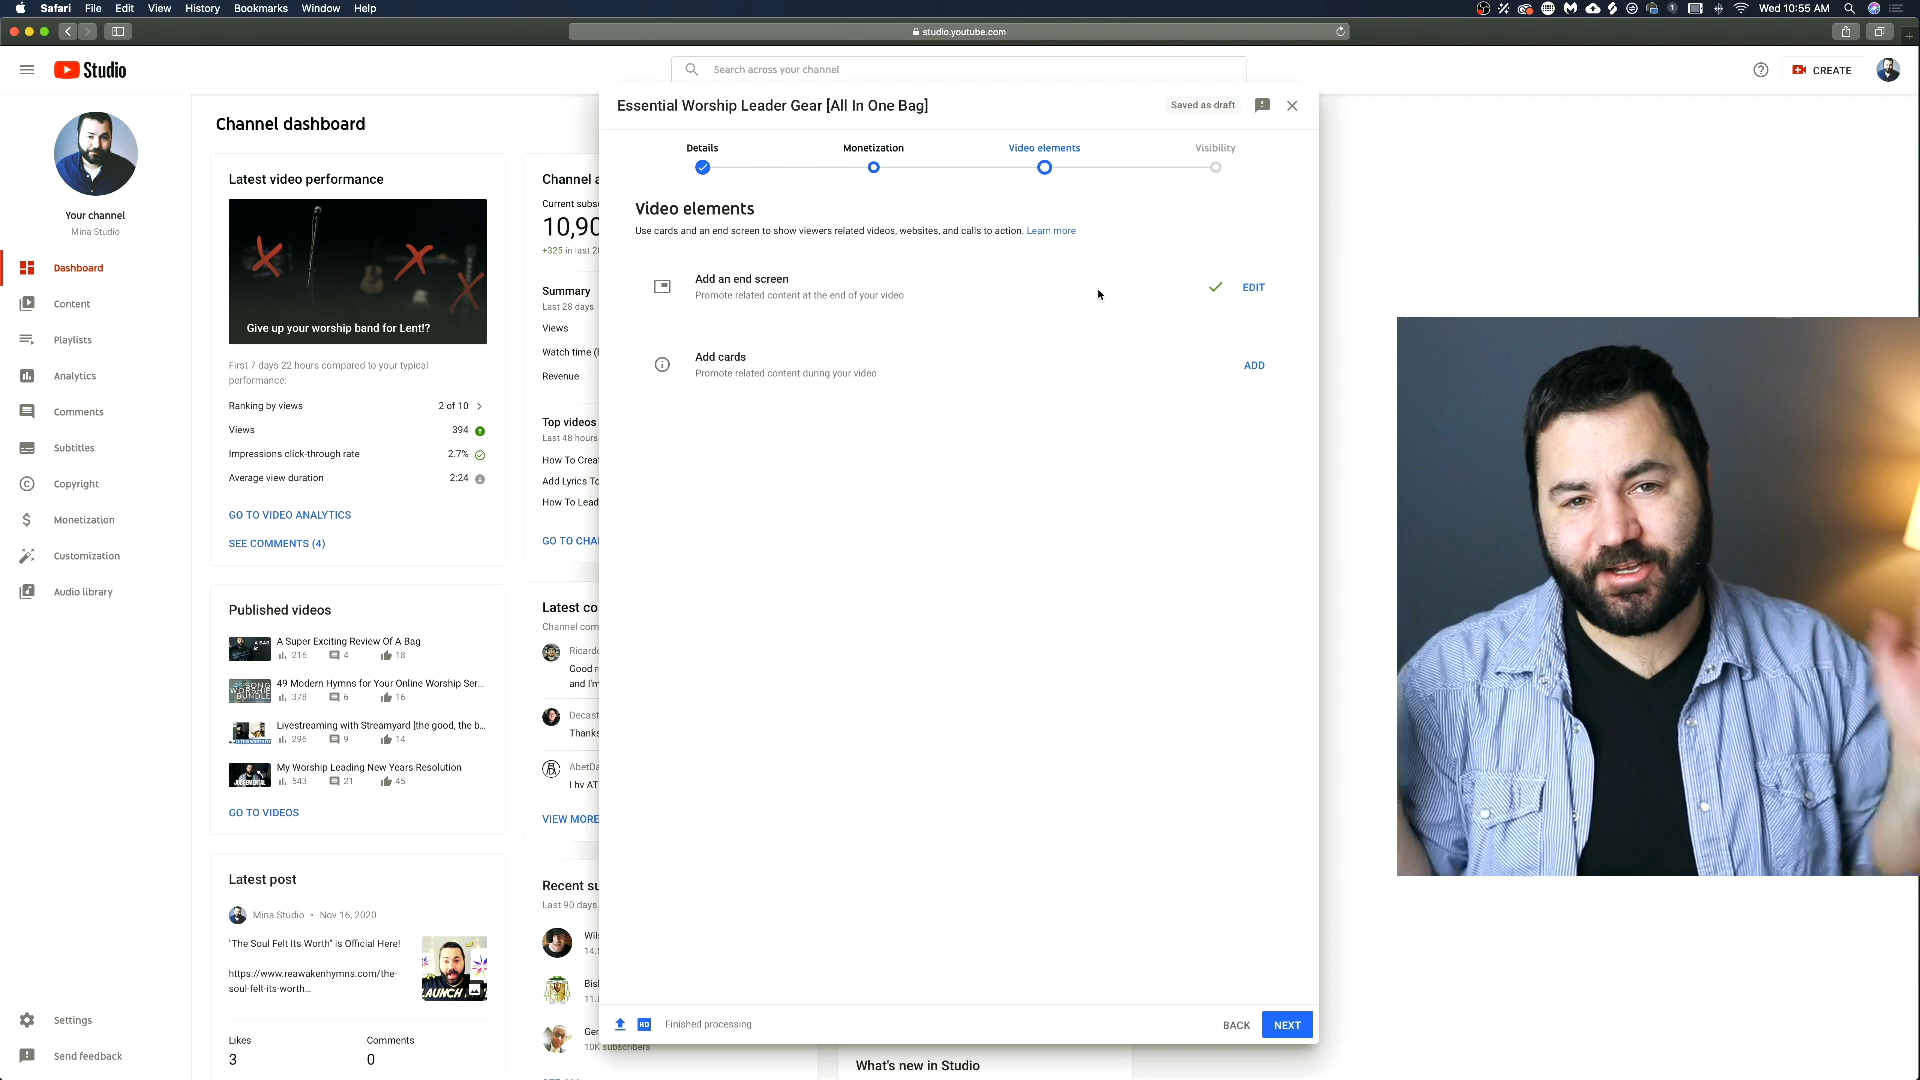 Safari File Edit View History Bookmarks Window Help
Wed 10:55 AM
studio.youtube.com
Studio
Search across your channel
CREATE
Your channel
Mina Studio
Dashboard
Content
Playlists
Analytics
Comments
Subtitles
Copyright
Monetization
Customization
Audio library
Settings
Send feedback
Channel dashboard
Latest video performance
Give up your worship band for Lent!?
First 7 days 22 hours compared to your typical
performance:
Ranking by views 2 of 10
Views 394
Impressions click-through rate 2.7%
Average view duration 2:24
GO TO VIDEO ANALYTICS
SEE COMMENTS (4)
Published videos
A Super Exciting Review Of A Bag
216 4 18
49 Modern Hymns for Your Online Worship Ser...
378 6 16
Livestreaming with Streamyard [the good, the b...
296 9 14
My Worship Leading New Years Resolution
543 21 45
GO TO VIDEOS
Latest post
Mina Studio • Nov 16, 2020
"The Soul Felt Its Worth" is Official Here!
https://www.reawakenhymns.com/the-
soul-felt-its-worth...
LAUNCH
Likes Comments
3 0
Channel a
Current subs
10,90
+325 in last 2
Summary
Last 28 days
Views
Watch time (
Revenue
Top videos
Last 48 hours
How To Crea
Add Lyrics To
How To Lead
GO TO CHA
Latest co
Channel com
Ricard
Good r
and I'm
Decast
Thanks
AbetDa
I hv AT
VIEW MORE
Recent su
Last 90 days
Wil
14.
Bis
11.
Ger
10K subscribers
What's new in Studio
Essential Worship Leader Gear [All In One Bag]
Saved as draft
Details Monetization Video elements Visibility
Video elements
Use cards and an end screen to show viewers related videos, websites, and calls to action. Learn more
Add an end screen
Promote related content at the end of your video
EDIT
Add cards
Promote related content during your video
ADD
HD Finished processing
BACK NEXT